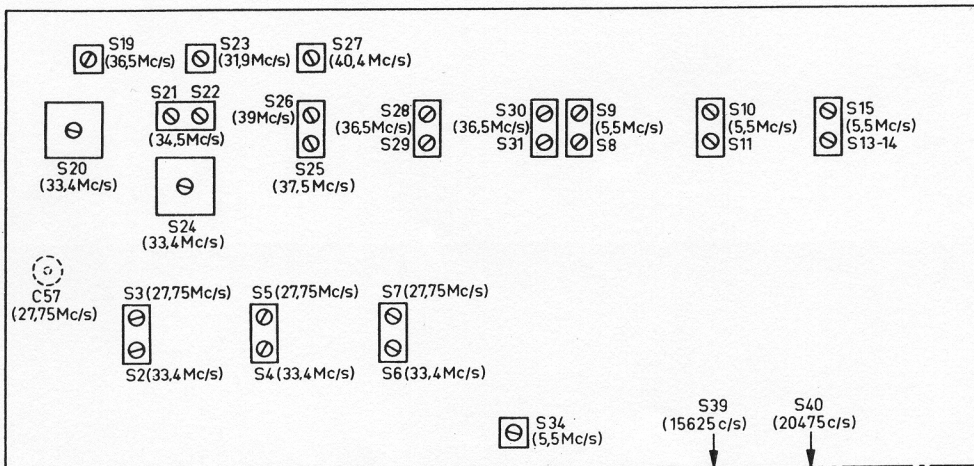 S19
(36,5Mc/s)
S23
(31,9Mc/s)
S27
(40,4Mc/s)
S20
(33,4Mc/s)
S21 S22
(34,5Mc/s)
S24
(33,4Mc/s)
S26
(39Mc/s)
S25
(37,5Mc/s)
S28
(36,5Mc/s)
S29
S30
(36,5Mc/s)
S31
S9
(5,5Mc/s)
S8
S10
(5,5Mc/s)
S11
S15
(5,5Mc/s)
S13-14
C57
(27,75Mc/s)
S3(27,75Mc/s)
S2(33,4Mc/s)
S5(27,75Mc/s)
S4(33,4Mc/s)
S7(27,75Mc/s)
S6(33,4Mc/s)
S34
(5,5Mc/s)
S39
(15625c/s)
S40
(20475c/s)